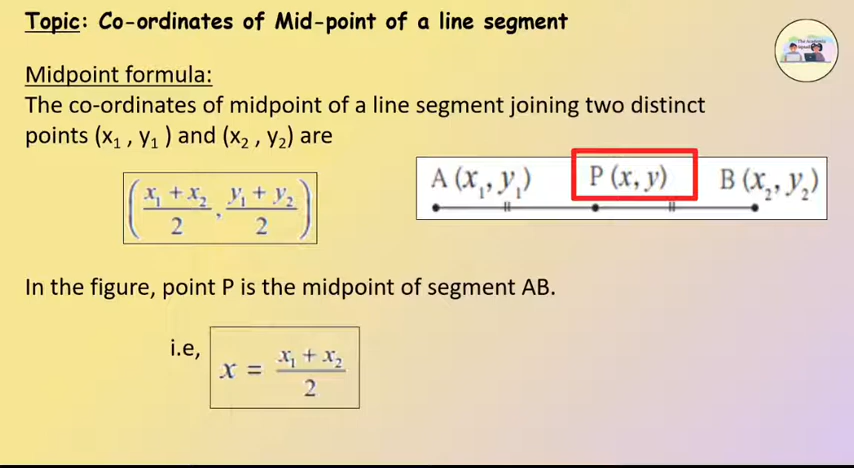 Topic: Co-ordinates of Mid-point of a line segment
Midpoint formula:
The co-ordinates of midpoint of a line segment joining two distinct
points (x₁ , y₁ ) and (x₂ , y₂) are
( (x₁ + x₂)/2 , (y₁ + y₂)/2 )
A (x₁, y₁) P (x, y) B (x₂, y₂)
In the figure, point P is the midpoint of segment AB.
i.e, x = (x₁ + x₂)/2